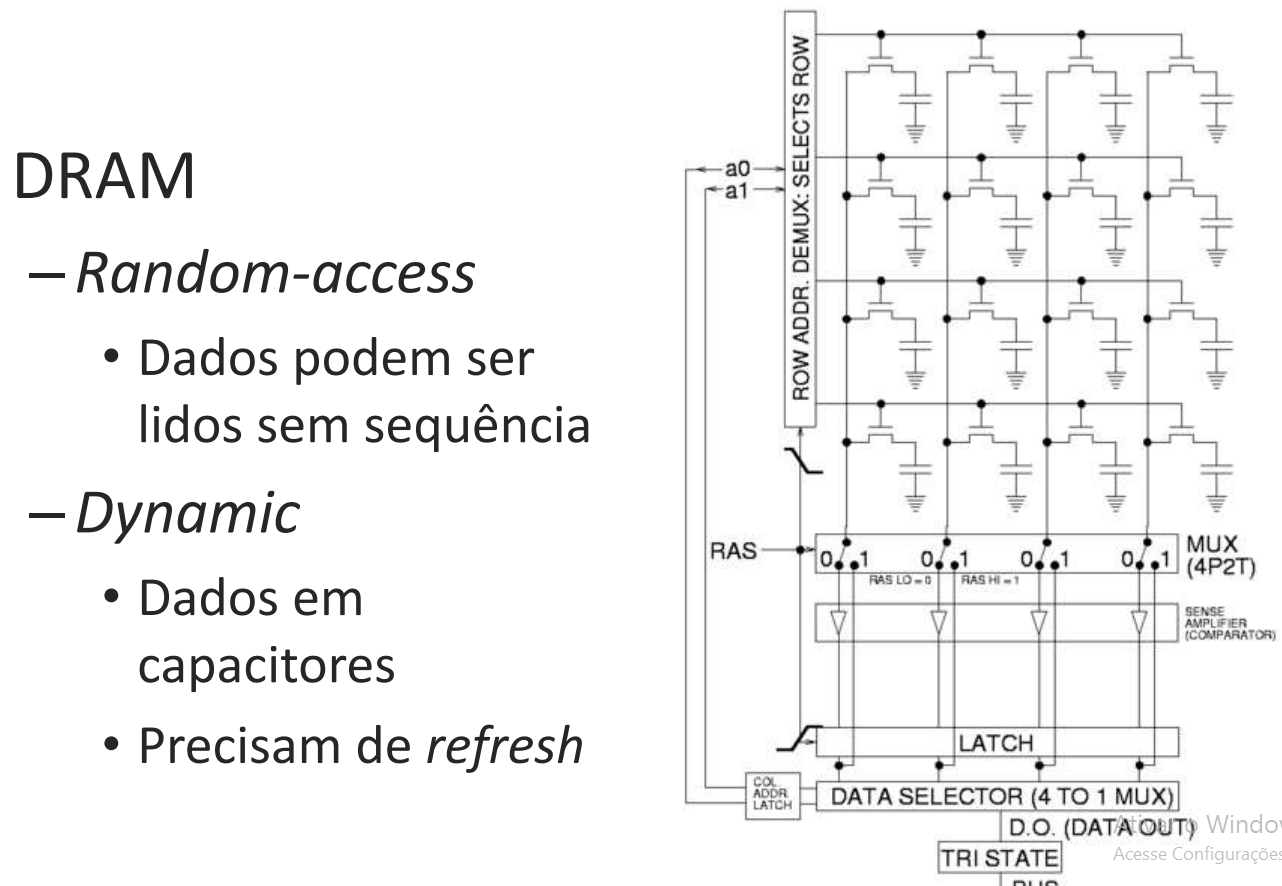 DRAM
– Random-access
• Dados podem ser
lidos sem sequência
– Dynamic
• Dados em
capacitores
• Precisam de refresh
ROW ADDR. DEMUX: SELECTS ROW
a0
a1
RAS
0 1 0 1 0 1 0 1
RAS LO = 0 RAS HI = 1
MUX
(4P2T)
SENSE
AMPLIFIER
(COMPARATOR)
LATCH
COL.
ADDR.
LATCH
DATA SELECTOR (4 TO 1 MUX)
D.O. (DATA OUT)
TRI STATE
BUS
Windo
Acesse Configurações